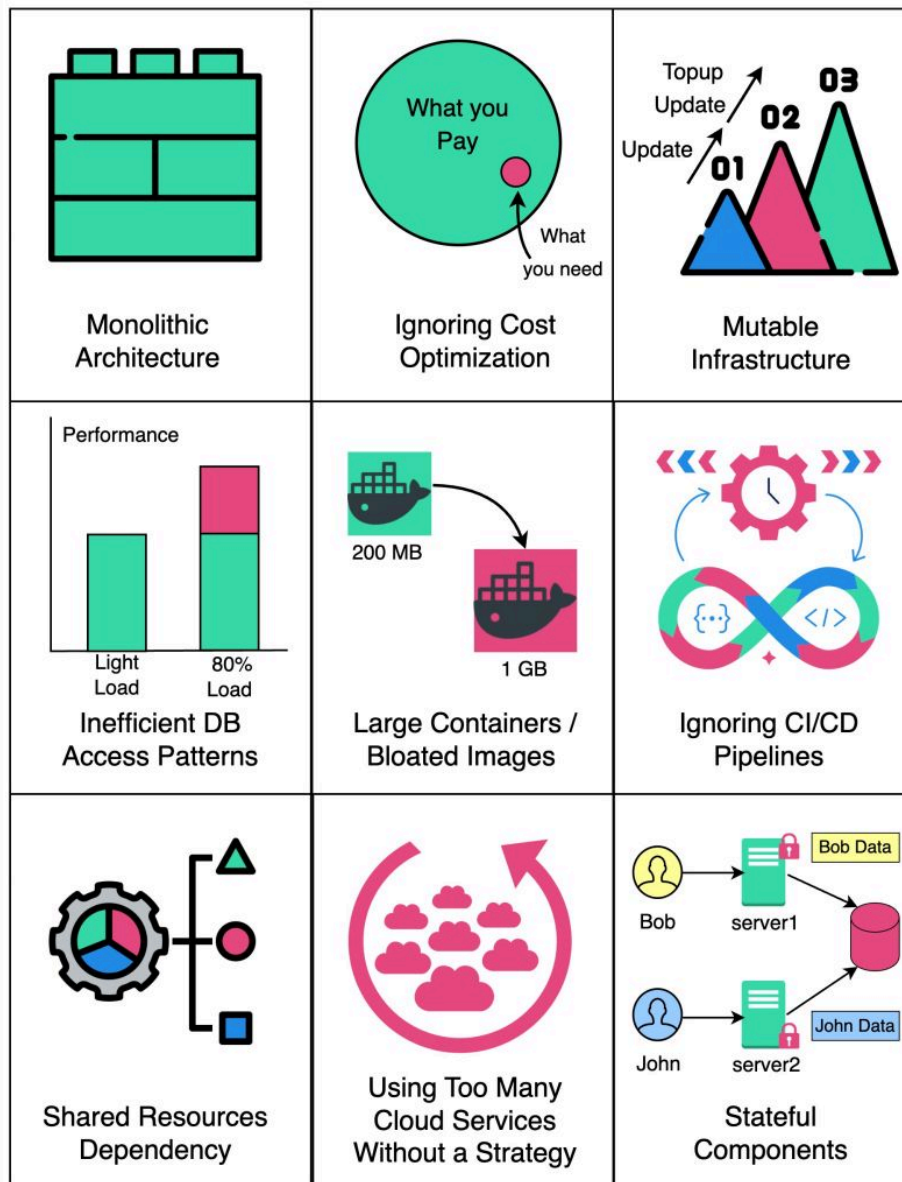 Monolithic
Architecture
What you
Pay
What
you need
Ignoring Cost
Optimization
Topup
Update
Update
01
02
03
Mutable
Infrastructure
Performance
Light
Load
80%
Load
Inefficient DB
Access Patterns
200 MB
1 GB
Large Containers /
Bloated Images
{···}
</>
Ignoring CI/CD
Pipelines
Shared Resources
Dependency
Using Too Many
Cloud Services
Without a Strategy
Bob
server1
Bob Data
John
server2
John Data
Stateful
Components